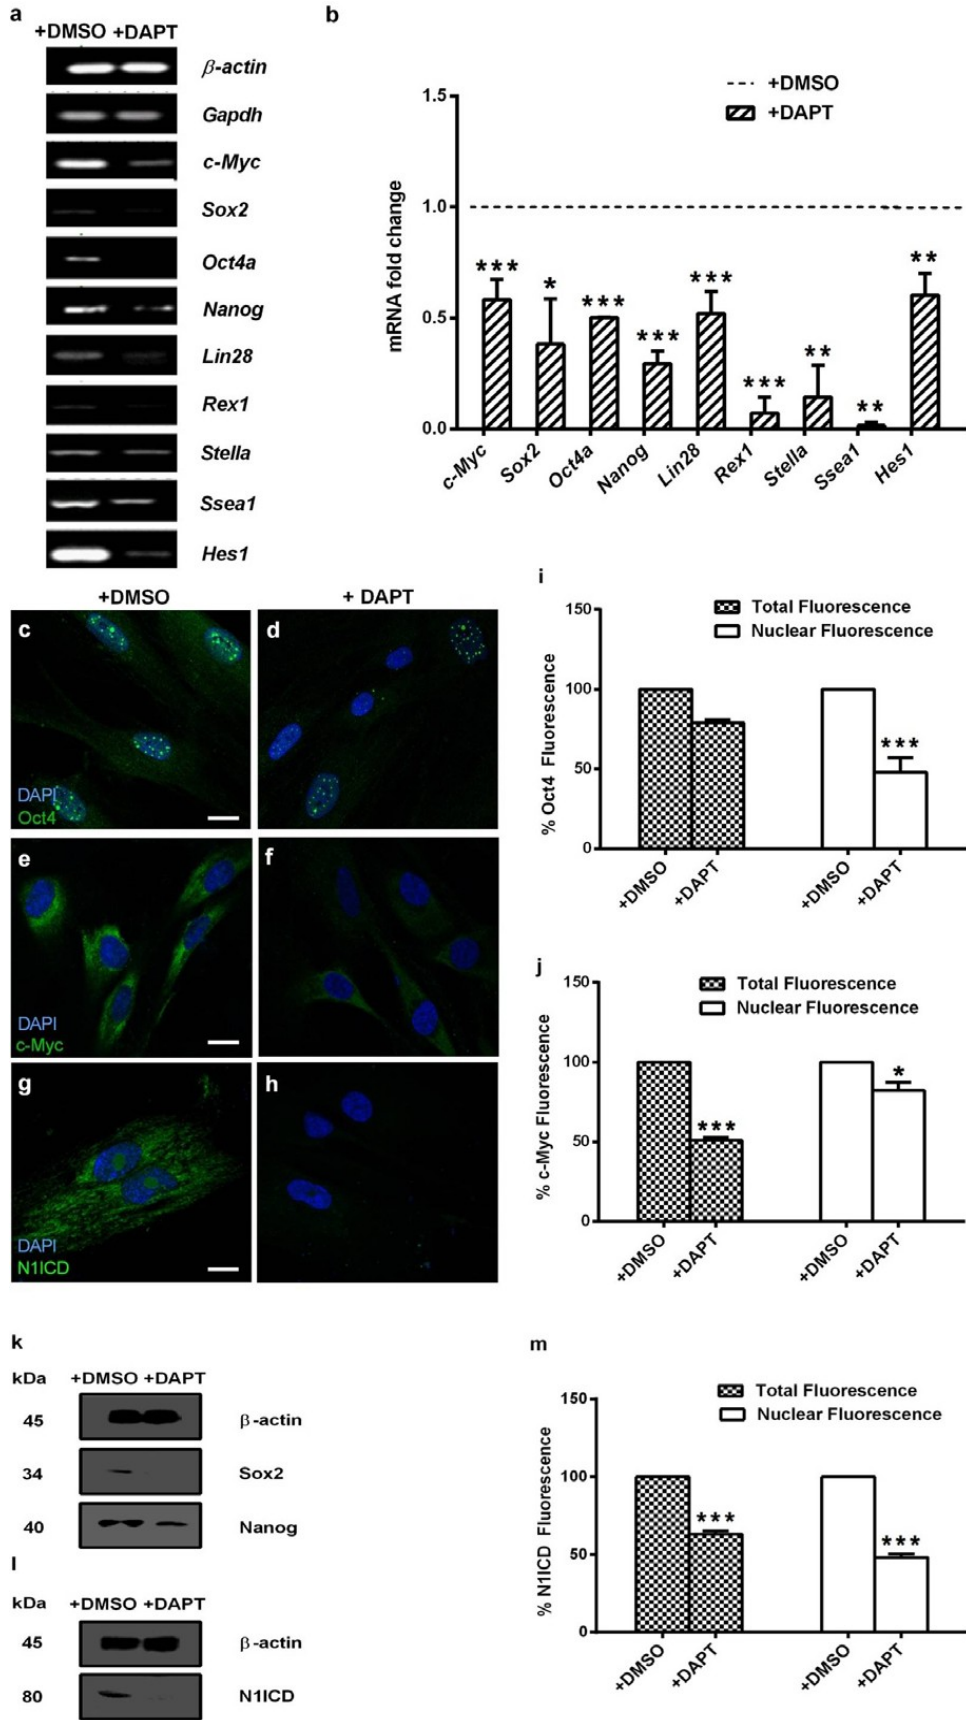 a
+DMSO +DAPT
β-actin
Gapdh
c-Myc
Sox2
Oct4a
Nanog
Lin28
Rex1
Stella
Ssea1
Hes1
b
+DMSO
+DAPT
mRNA fold change
1.5
1.0
0.5
0.0
*** * *** *** *** *** ** ** **
c-Myc Sox2 Oct4a Nanog Lin28 Rex1 Stella Ssea1 Hes1
+DMSO + DAPT
c
DAPI
Oct4
d
e
DAPI
c-Myc
f
g
DAPI
N1ICD
h
i
Total Fluorescence
Nuclear Fluorescence
% Oct4 Fluorescence
150
100
50
0
***
+DMSO +DAPT +DMSO +DAPT
j
Total Fluorescence
Nuclear Fluorescence
% c-Myc Fluorescence
150
100
50
0
*** *
+DMSO +DAPT +DMSO +DAPT
k
kDa +DMSO +DAPT
45 β-actin
34 Sox2
40 Nanog
l
kDa +DMSO +DAPT
45 β-actin
80 N1ICD
m
Total Fluorescence
Nuclear Fluorescence
% N1ICD Fluorescence
150
100
50
0
*** ***
+DMSO +DAPT +DMSO +DAPT